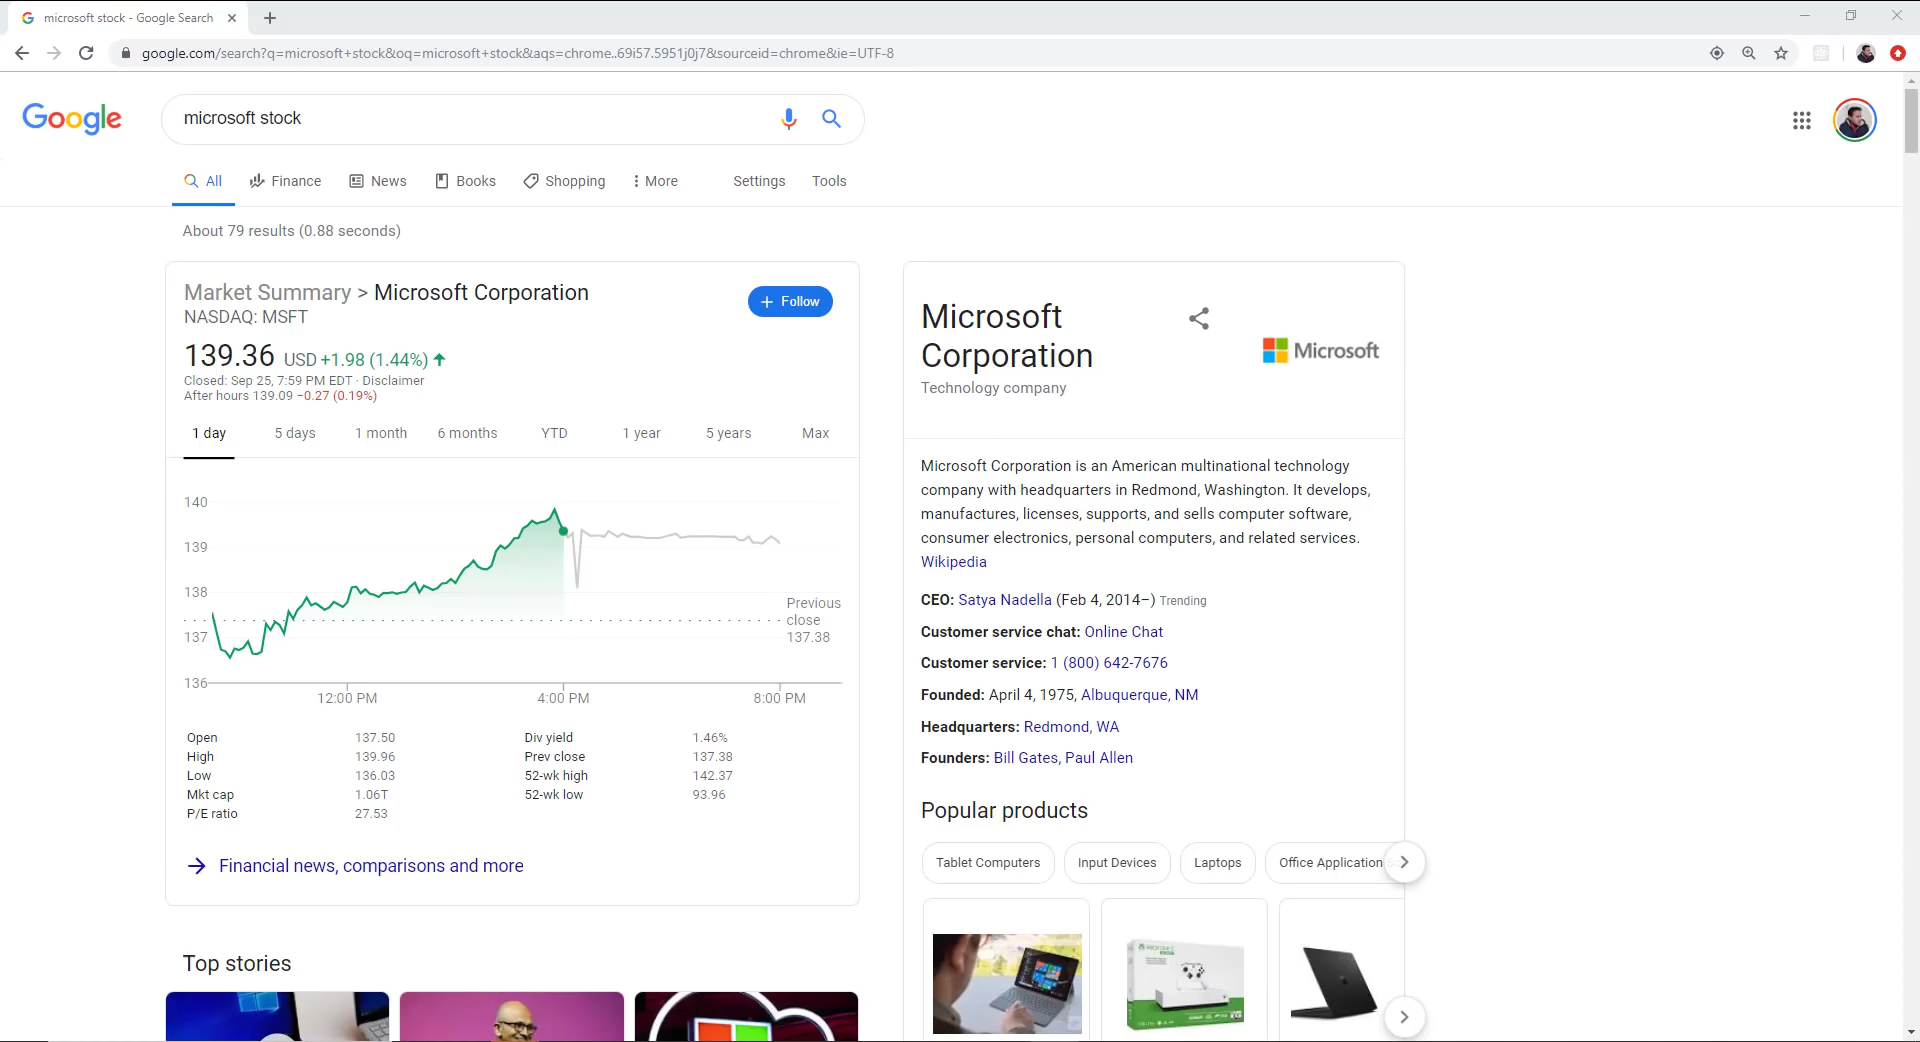 microsoft stock - Google Search
google.com/search?q=microsoft+stock&oq=microsoft+stock&aqs=chrome..69i57.5951j0j7&sourceid=chrome&ie=UTF-8
Google
microsoft stock
All Finance News Books Shopping More Settings Tools
About 79 results (0.88 seconds)
Market Summary > Microsoft Corporation
NASDAQ: MSFT
Follow
139.36 USD +1.98 (1.44%)
Closed: Sep 25, 7:59 PM EDT · Disclaimer
After hours 139.09 −0.27 (0.19%)
1 day 5 days 1 month 6 months YTD 1 year 5 years Max
140
139
138
137
136
Previous
close
137.38
12:00 PM 4:00 PM 8:00 PM
Open 137.50 Div yield 1.46%
High 139.96 Prev close 137.38
Low 136.03 52-wk high 142.37
Mkt cap 1.06T 52-wk low 93.96
P/E ratio 27.53
Financial news, comparisons and more
Top stories
Microsoft
Corporation
Technology company
Microsoft
Microsoft Corporation is an American multinational technology
company with headquarters in Redmond, Washington. It develops,
manufactures, licenses, supports, and sells computer software,
consumer electronics, personal computers, and related services.
Wikipedia
CEO: Satya Nadella (Feb 4, 2014–) Trending
Customer service chat: Online Chat
Customer service: 1 (800) 642-7676
Founded: April 4, 1975, Albuquerque, NM
Headquarters: Redmond, WA
Founders: Bill Gates, Paul Allen
Popular products
Tablet Computers Input Devices Laptops Office Application